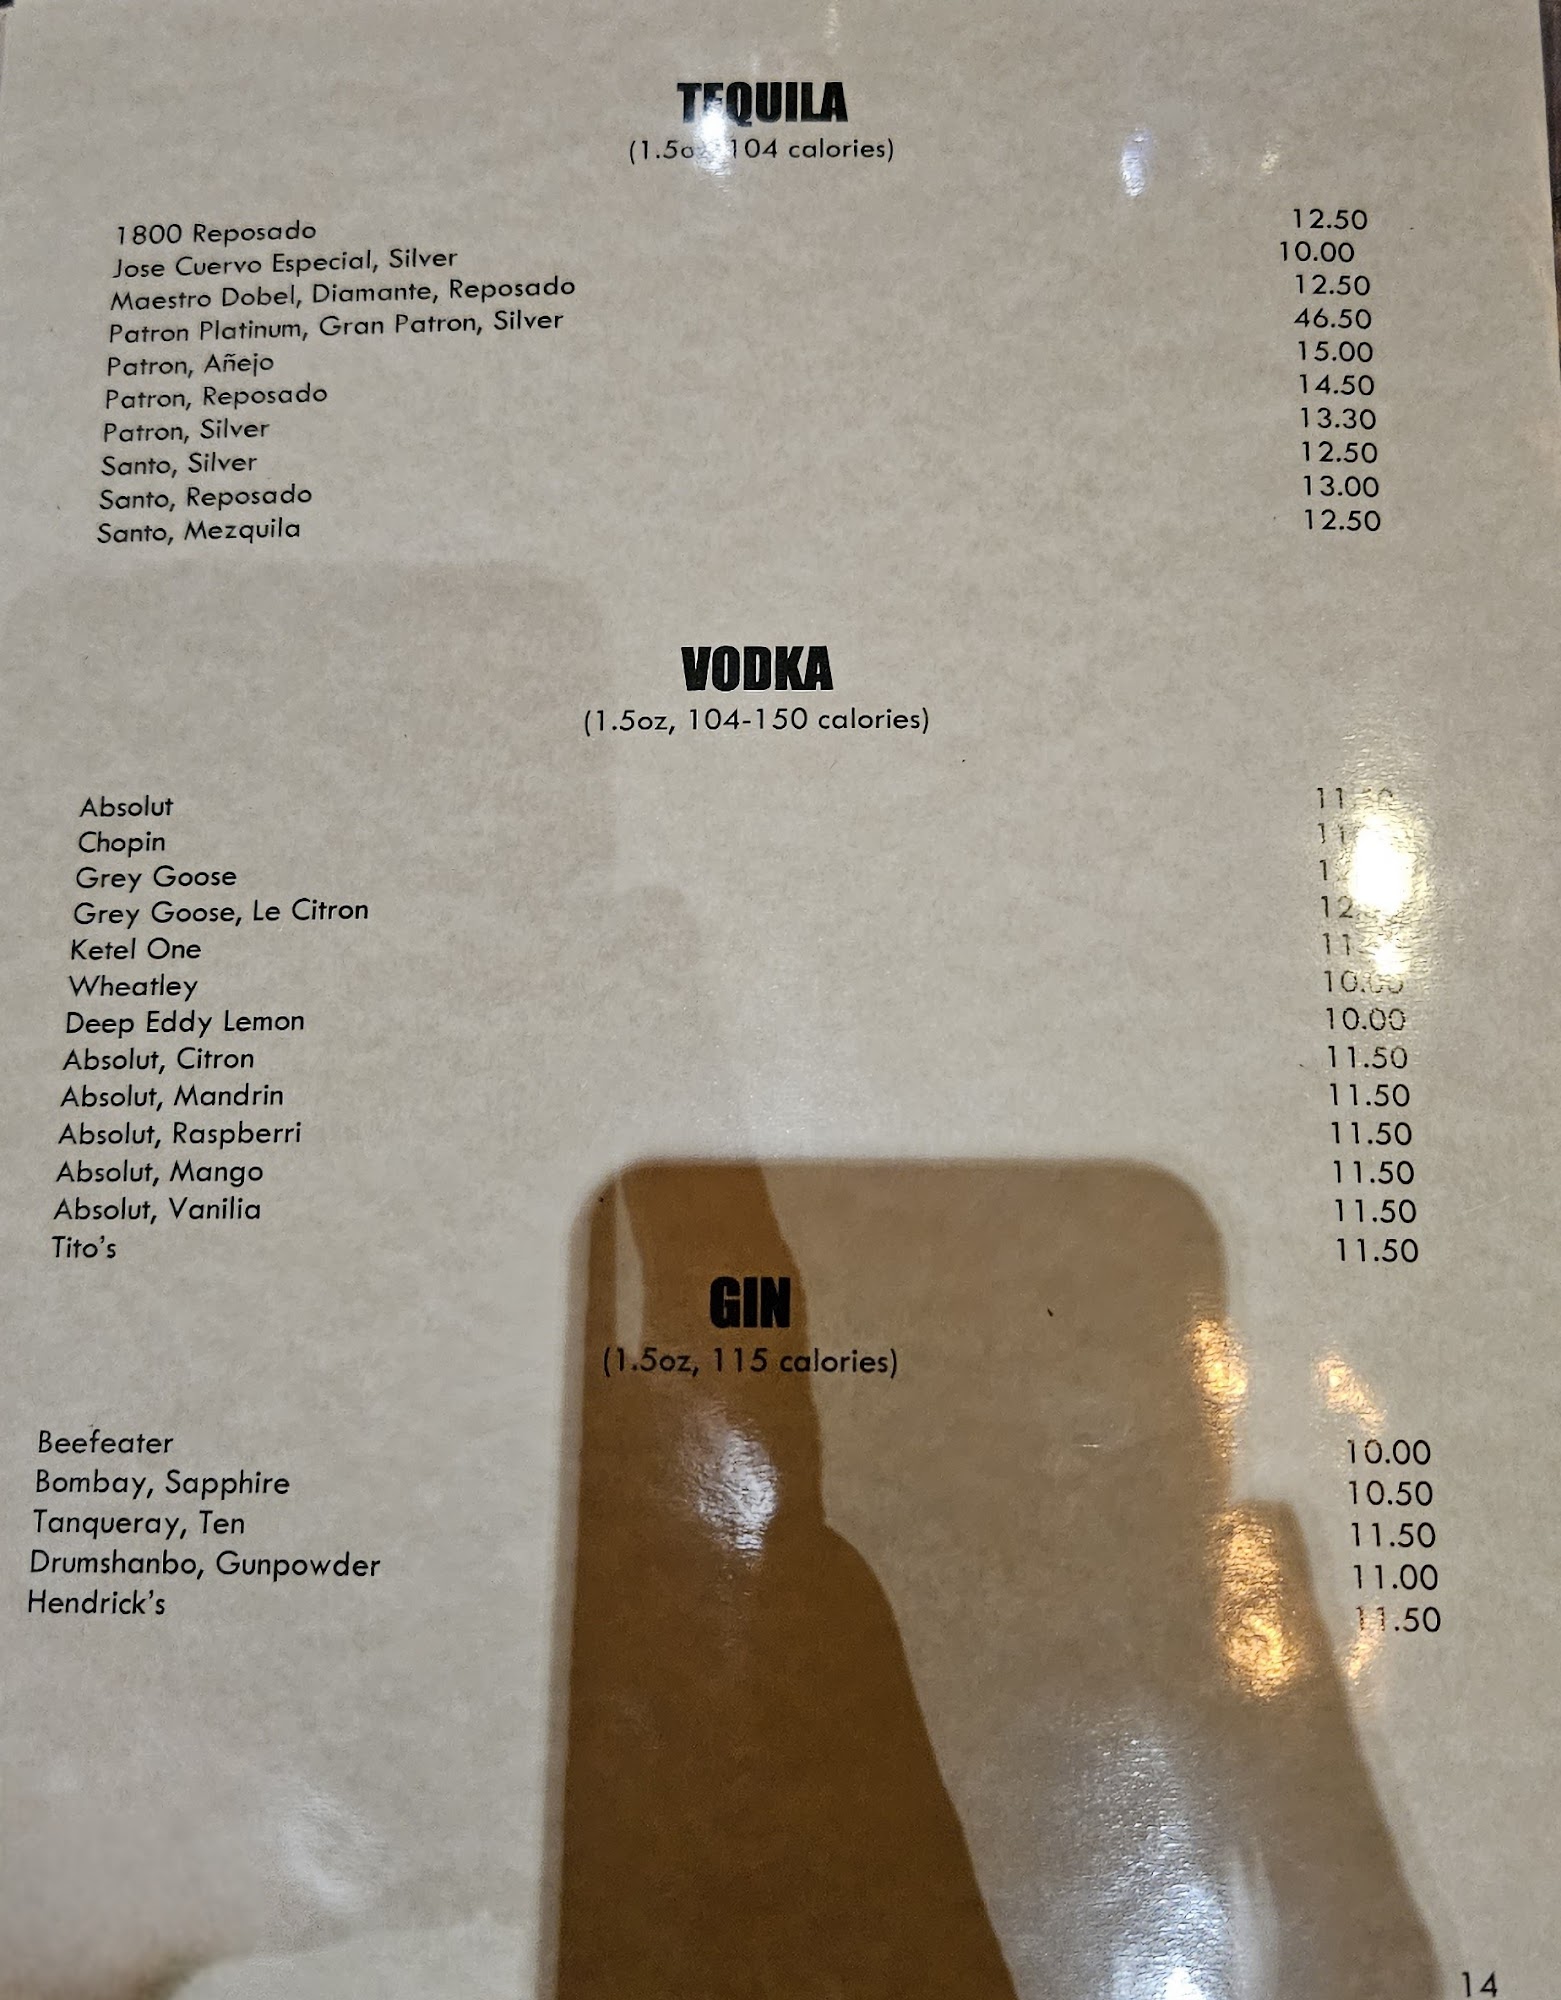 TEQUILA
(1.5oz, 104 calories)
1800 Reposado 12.50
Jose Cuervo Especial, Silver 10.00
Maestro Dobel, Diamante, Reposado 12.50
Patron Platinum, Gran Patron, Silver 46.50
Patron, Añejo 15.00
Patron, Reposado 14.50
Patron, Silver 13.30
Santo, Silver 12.50
Santo, Reposado 13.00
Santo, Mezquila 12.50
VODKA
(1.5oz, 104-150 calories)
Absolut 11.50
Chopin
Grey Goose
Grey Goose, Le Citron
Ketel One
Wheatley 10.00
Deep Eddy Lemon 10.00
Absolut, Citron 11.50
Absolut, Mandrin 11.50
Absolut, Raspberri 11.50
Absolut, Mango 11.50
Absolut, Vanilia 11.50
Tito's 11.50
GIN
(1.5oz, 115 calories)
Beefeater 10.00
Bombay, Sapphire 10.50
Tanqueray, Ten 11.50
Drumshanbo, Gunpowder 11.00
Hendrick's 11.50
14